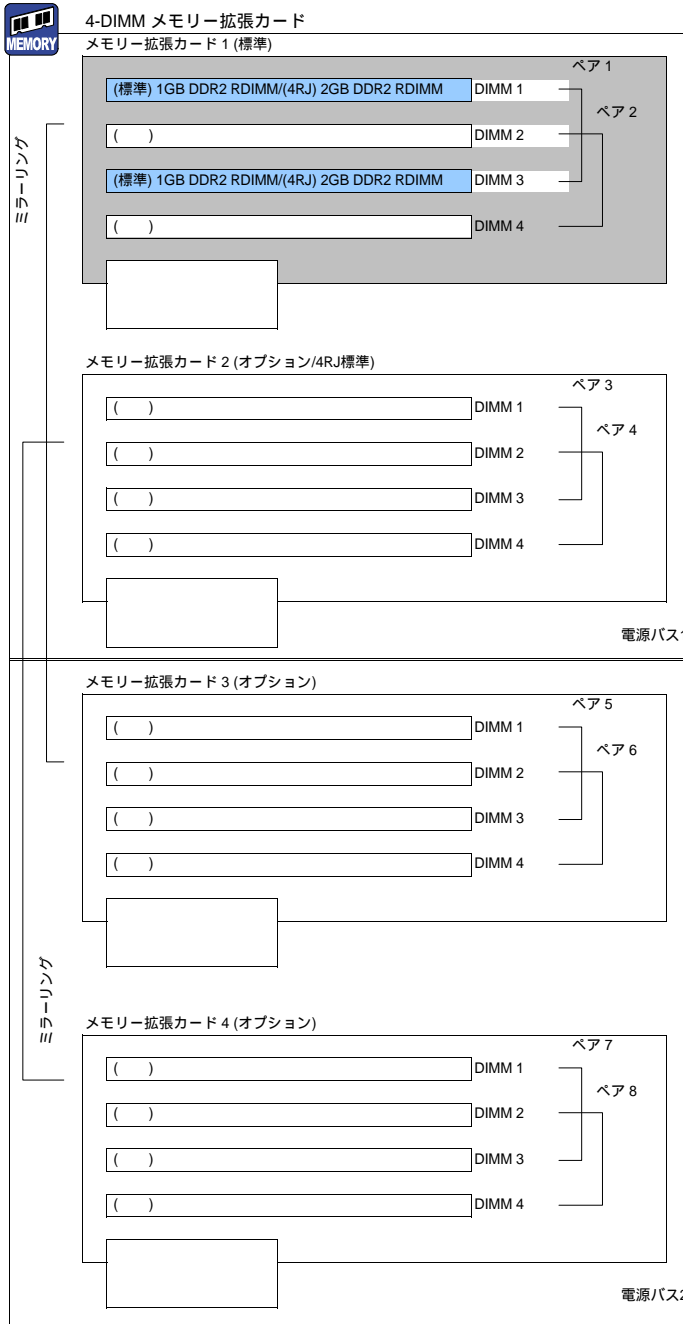 4-DIMM メモリー拡張カード
MEMORY
メモリー拡張カード 1 (標準)
ペア 1
(標準) 1GB DDR2 RDIMM/(4RJ) 2GB DDR2 RDIMM DIMM 1
ペア 2
( ) DIMM 2
ミラーリング
(標準) 1GB DDR2 RDIMM/(4RJ) 2GB DDR2 RDIMM DIMM 3
( ) DIMM 4
メモリー拡張カード 2 (オプション/4RJ標準)
ペア 3
( ) DIMM 1
ペア 4
( ) DIMM 2
( ) DIMM 3
( ) DIMM 4
電源バス1
メモリー拡張カード 3 (オプション)
ペア 5
( ) DIMM 1
ペア 6
( ) DIMM 2
( ) DIMM 3
( ) DIMM 4
ミラーリング
メモリー拡張カード 4 (オプション)
ペア 7
( ) DIMM 1
ペア 8
( ) DIMM 2
( ) DIMM 3
( ) DIMM 4
電源バス2